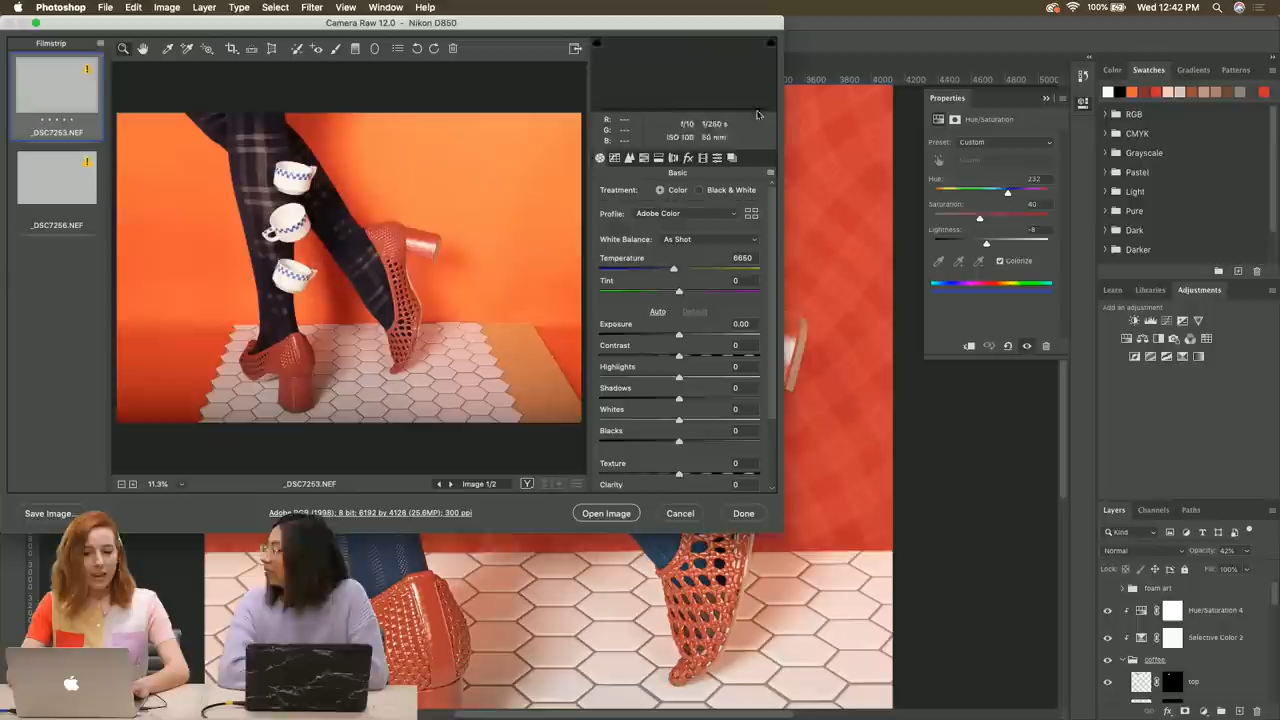 Photoshop File Edit Image Layer Type Select Filter View Window Help 100% Wed 12:42 PM
Camera Raw 12.0 - Nikon D850
Filmstrip
_DSC7253.NEF
_DSC7256.NEF
R: ---
G: ---
B: ---
f/10 1/250 s
ISO 100 50 mm
Basic
Treatment: Color Black & White
Profile: Adobe Color
White Balance: As Shot
Temperature 6650
Tint 0
Auto Default
Exposure 0.00
Contrast 0
Highlights 0
Shadows 0
Whites 0
Blacks 0
Texture 0
Clarity 0
11.3% _DSC7253.NEF Image 1/2
Save Image... Adobe RGB (1998); 8 bit; 6192 by 4128 (25.6MP); 300 ppi Open Image Cancel Done
3600 3800 4000 4200 4400 4600 4800 5000
Properties
Hue/Saturation
Preset: Custom
Master
Hue: 232
Saturation: 40
Lightness: -8
Colorize
Color Swatches Gradients Patterns
RGB
CMYK
Grayscale
Pastel
Light
Pure
Dark
Darker
Learn Libraries Adjustments
Add an adjustment
Layers Channels Paths
Kind
Normal Opacity: 42%
Lock: Fill: 100%
foam art
Hue/Saturation 4
Selective Color 2
coffee
top